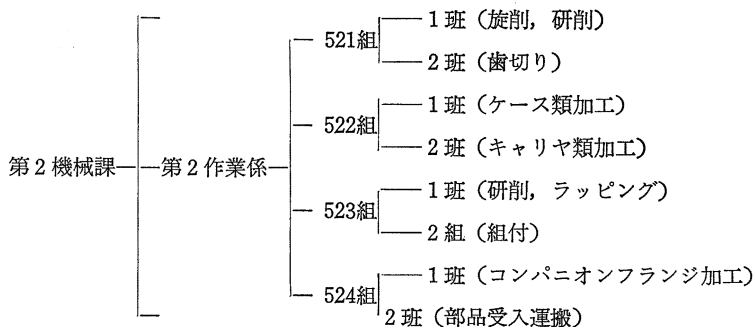 第2機械課
第2作業係
521組
1班（旋削，研削）
2班（歯切り）
522組
1班（ケース類加工）
2班（キャリヤ類加工）
523組
1班（研削，ラッピング）
2組（組付）
524組
1班（コンパニオンフランジ加工）
2班（部品受入運搬）